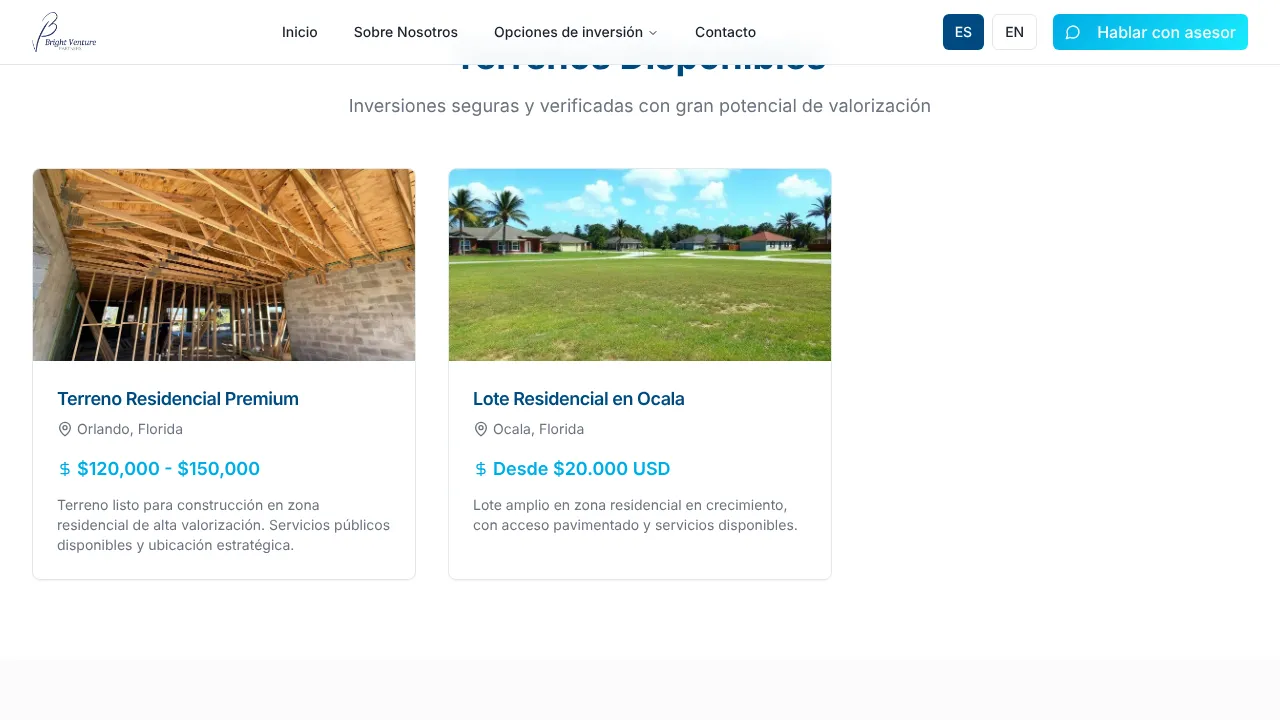 Bright Venture
PARTNERS
Inicio
Sobre Nosotros
Opciones de inversión
Contacto
ES
EN
Hablar con asesor
Terrenos Disponibles
Inversiones seguras y verificadas con gran potencial de valorización
Terreno Residencial Premium
Orlando, Florida
$ $120,000 - $150,000
Terreno listo para construcción en zona
residencial de alta valorización. Servicios públicos
disponibles y ubicación estratégica.
Lote Residencial en Ocala
Ocala, Florida
$ Desde $20.000 USD
Lote amplio en zona residencial en crecimiento,
con acceso pavimentado y servicios disponibles.